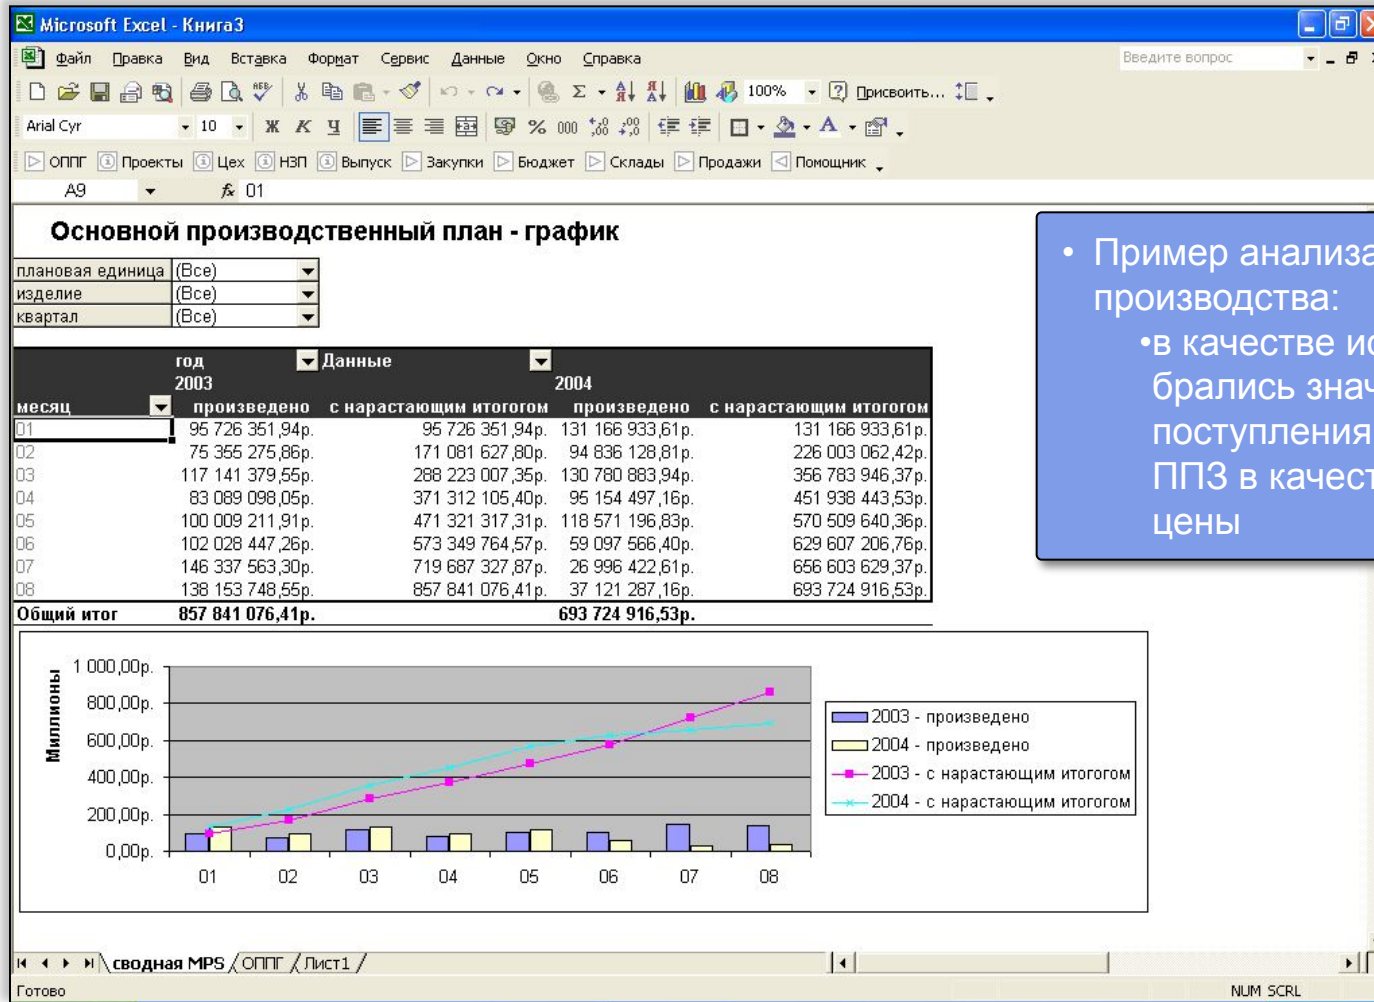 Microsoft Excel - Книга3
Файл Правка Вид Вставка Формат Сервис Данные Окно Справка Введите вопрос
100% Присвоить...
Arial Cyr 10 Ж К Ч % 000
ОППГ Проекты Цех НЗП Выпуск Закупки Бюджет Склады Продажи Помощник
A9 fx 01
Основной производственный план - график
плановая единица (Все)
изделие (Все)
квартал (Все)
год Данные
2003 2004
месяц произведено с нарастающим итогогом произведено с нарастающим итогогом
01 95 726 351,94р. 95 726 351,94р. 131 166 933,61р. 131 166 933,61р.
02 75 355 275,86р. 171 081 627,80р. 94 836 128,81р. 226 003 062,42р.
03 117 141 379,55р. 288 223 007,35р. 130 780 883,94р. 356 783 946,37р.
04 83 089 098,05р. 371 312 105,40р. 95 154 497,16р. 451 938 443,53р.
05 100 009 211,91р. 471 321 317,31р. 118 571 196,83р. 570 509 640,36р.
06 102 028 447,26р. 573 349 764,57р. 59 097 566,40р. 629 607 206,76р.
07 146 337 563,30р. 719 687 327,87р. 26 996 422,61р. 656 603 629,37р.
08 138 153 748,55р. 857 841 076,41р. 37 121 287,16р. 693 724 916,53р.
Общий итог 857 841 076,41р. 693 724 916,53р.
• Пример анализа
производства:
•в качестве
брались
поступления
ППЗ в
цены
Миллионы
1 000,00р.
800,00р.
600,00р.
400,00р.
200,00р.
0,00р.
01 02 03 04 05 06 07 08
2003 - произведено
2004 - произведено
2003 - с нарастающим итогогом
2004 - с нарастающим итогогом
сводная MPS ОППГ Лист1
Готово NUM SCRL